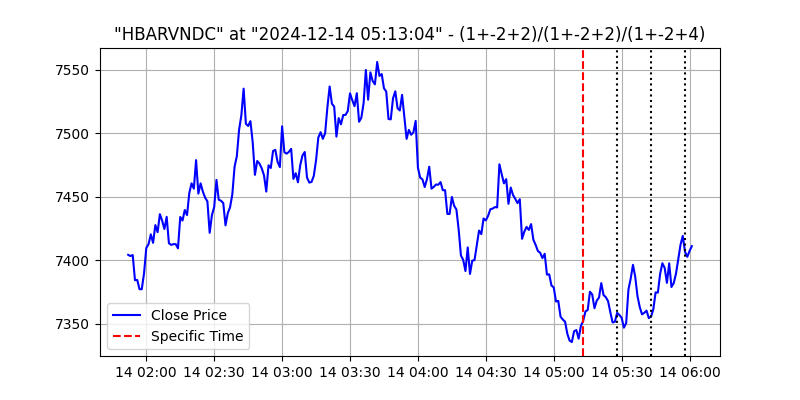 "HBARVNDC" at "2024-12-14 05:13:04" - (1+-2+2)/(1+-2+2)/(1+-2+4)
7550
7500
7450
7400
7350
Close Price
Specific Time
14 02:00 14 02:30 14 03:00 14 03:30 14 04:00 14 04:30 14 05:00 14 05:30 14 06:00